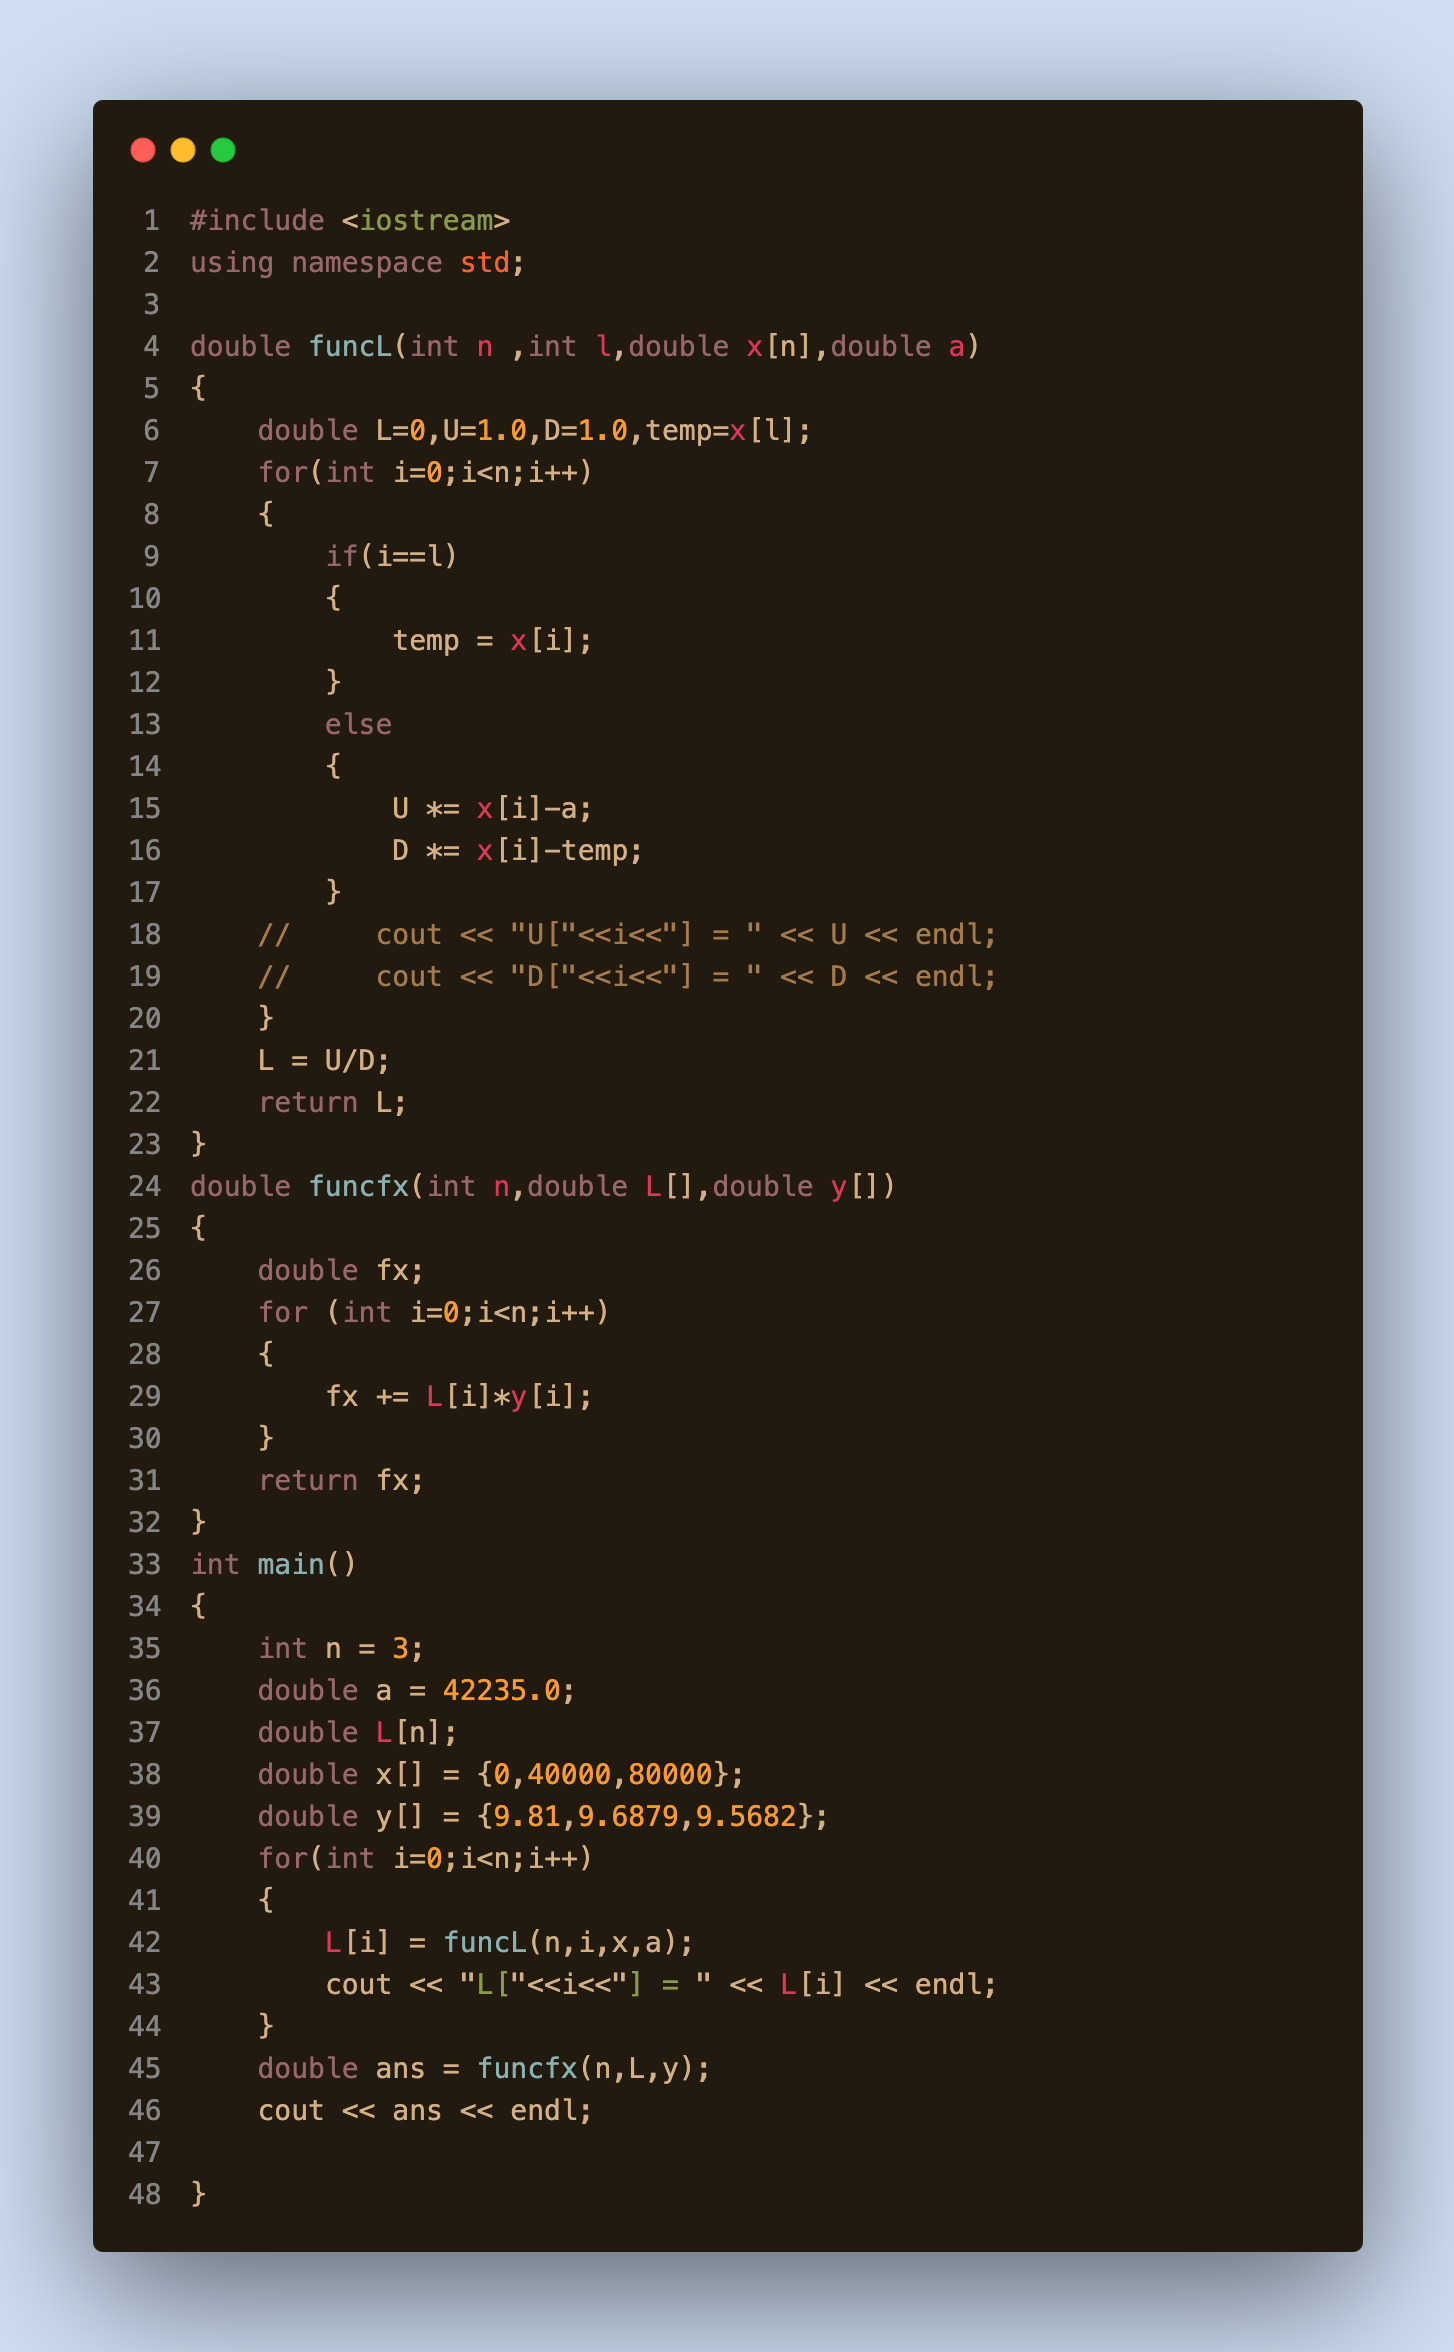 1 #include <iostream>
2 using namespace std;
3
4 double funcL(int n ,int l,double x[n],double a)
5 {
6     double L=0,U=1.0,D=1.0,temp=x[l];
7     for(int i=0;i<n;i++)
8     {
9         if(i==l)
10         {
11             temp = x[i];
12         }
13         else
14         {
15             U *= x[i]-a;
16             D *= x[i]-temp;
17         }
18     //     cout << "U["<<i<<"] = " << U << endl;
19     //     cout << "D["<<i<<"] = " << D << endl;
20     }
21     L = U/D;
22     return L;
23 }
24 double funcfx(int n,double L[],double y[])
25 {
26     double fx;
27     for (int i=0;i<n;i++)
28     {
29         fx += L[i]*y[i];
30     }
31     return fx;
32 }
33 int main()
34 {
35     int n = 3;
36     double a = 42235.0;
37     double L[n];
38     double x[] = {0,40000,80000};
39     double y[] = {9.81,9.6879,9.5682};
40     for(int i=0;i<n;i++)
41     {
42         L[i] = funcL(n,i,x,a);
43         cout << "L["<<i<<"] = " << L[i] << endl;
44     }
45     double ans = funcfx(n,L,y);
46     cout << ans << endl;
47
48 }